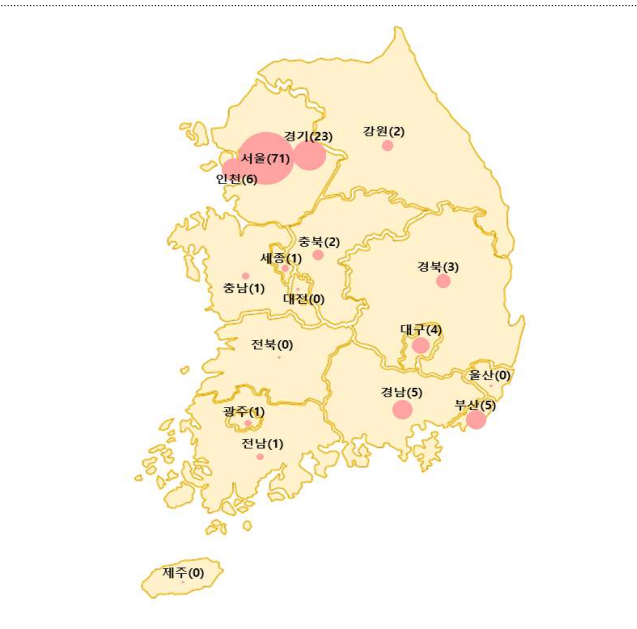 강원(2)
경기(23)
서울(71)
인천(6)
충북(2)
세종(1)
경북(3)
충남(1)
대전(0)
대구(4)
전북(0)
울산(0)
경남(5)
부산(5)
광주(1)
전남(1)
제주(0)